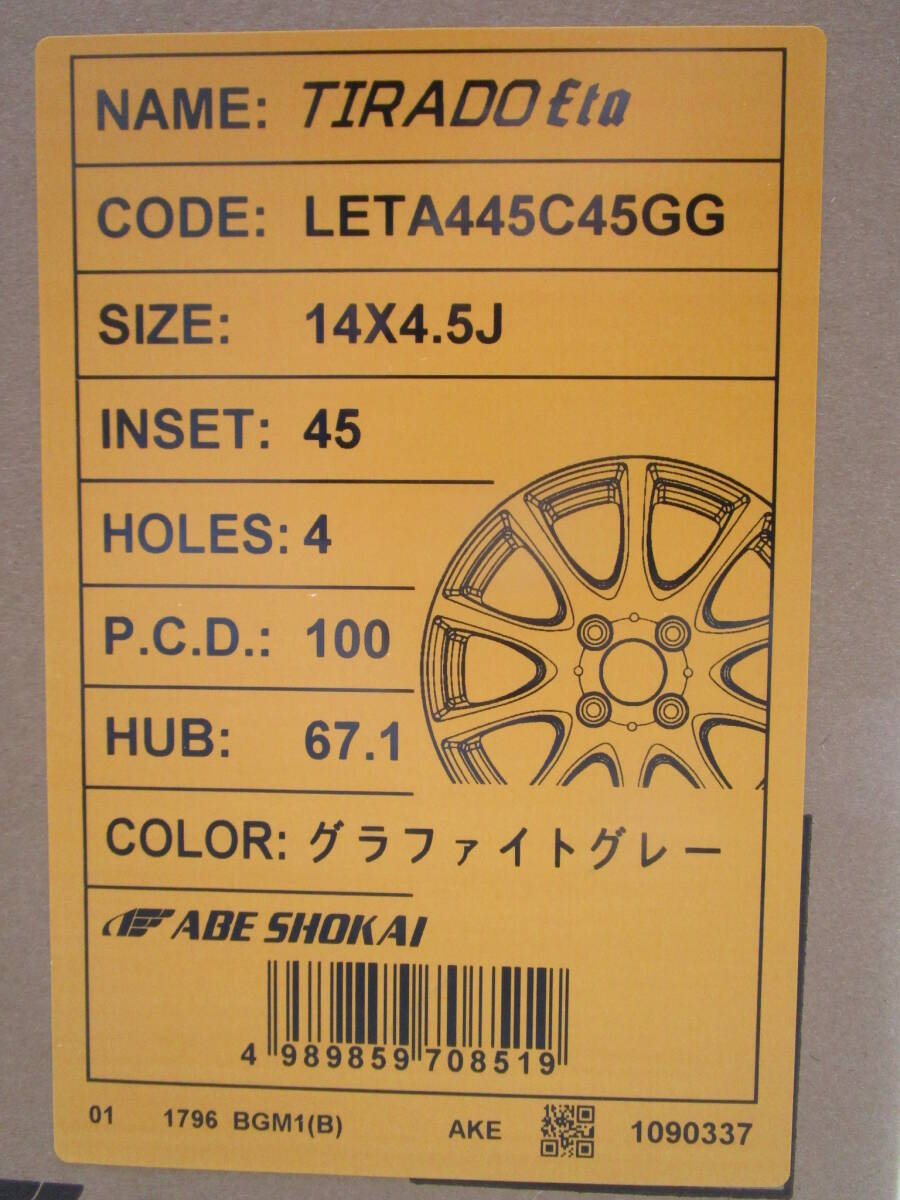 NAME: TIRADO Eta
CODE: LETA445C45GG
SIZE: 14X4.5J
INSET: 45
HOLES: 4
P.C.D.: 100
HUB: 67.1
COLOR: グラファイトグレー
ABE SHOKAI
4 989859 708519
01 1796 BGM1(B) AKE 1090337